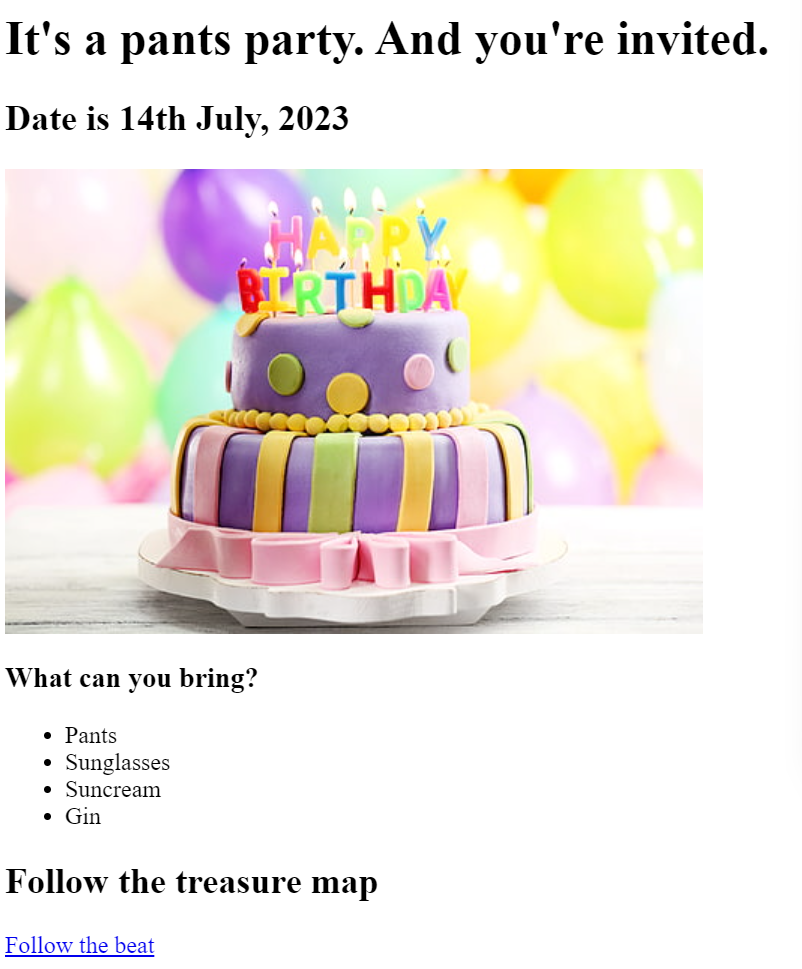 It's a pants party. And you're invited.
Date is 14th July, 2023
HAPPY
BIRTHDAY
What can you bring?
Pants
Sunglasses
Suncream
Gin
Follow the treasure map
Follow the beat